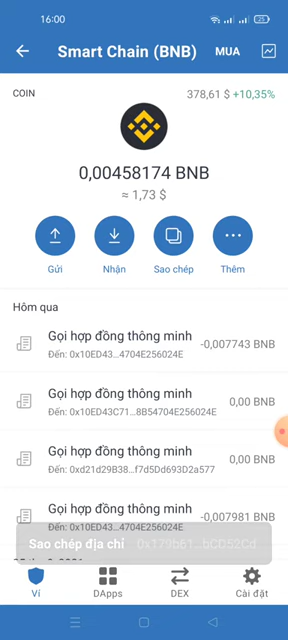 16:00
25
Smart Chain (BNB)
MUA
COIN
378,61 $ +10,35%
0,00458174 BNB
≈ 1,73 $
Gửi
Nhận
Sao chép
Thêm
Hôm qua
Gọi hợp đồng thông minh
-0,007743 BNB
Đến: 0x10ED43...4704E256024E
Gọi hợp đồng thông minh
0,00 BNB
Đến: 0x10ED43C71...8B54704E256024E
Gọi hợp đồng thông minh
0,00 BNB
Đến: 0xd21d29B38...f7d5Dd693D2a577
Gọi hợp đồng thông minh
-0,007981 BNB
Đến: 0x10ED43...4704E256024E
Sao chép địa chỉ
Ví
DApps
DEX
Cài đặt